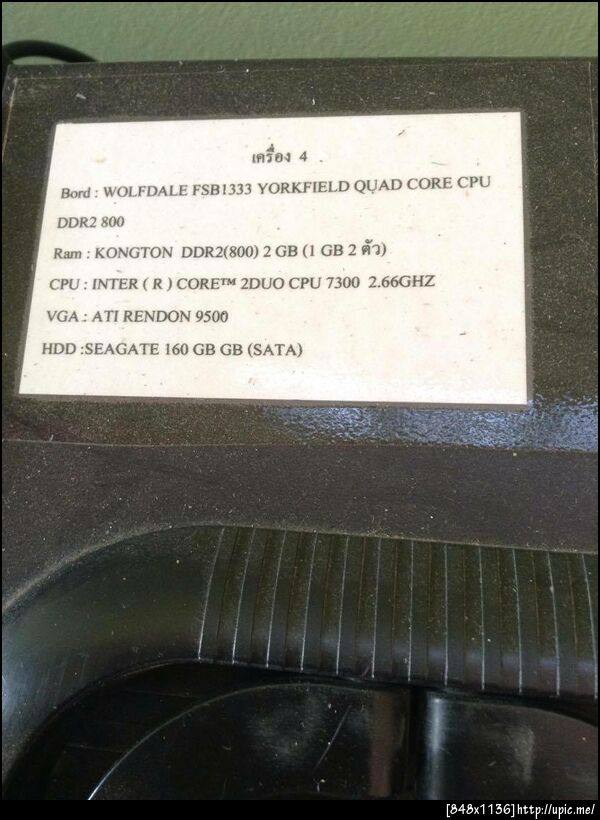 เครื่อง 4
Bord : WOLFDALE FSB1333 YORKFIELD QUAD CORE CPU
DDR2 800
Ram : KONGTON DDR2(800) 2 GB (1 GB 2 ตัว)
CPU : INTER ( R ) CORE™ 2DUO CPU 7300 2.66GHZ
VGA : ATI RENDON 9500
HDD :SEAGATE 160 GB GB (SATA)
[848x1136]http://upic.me/